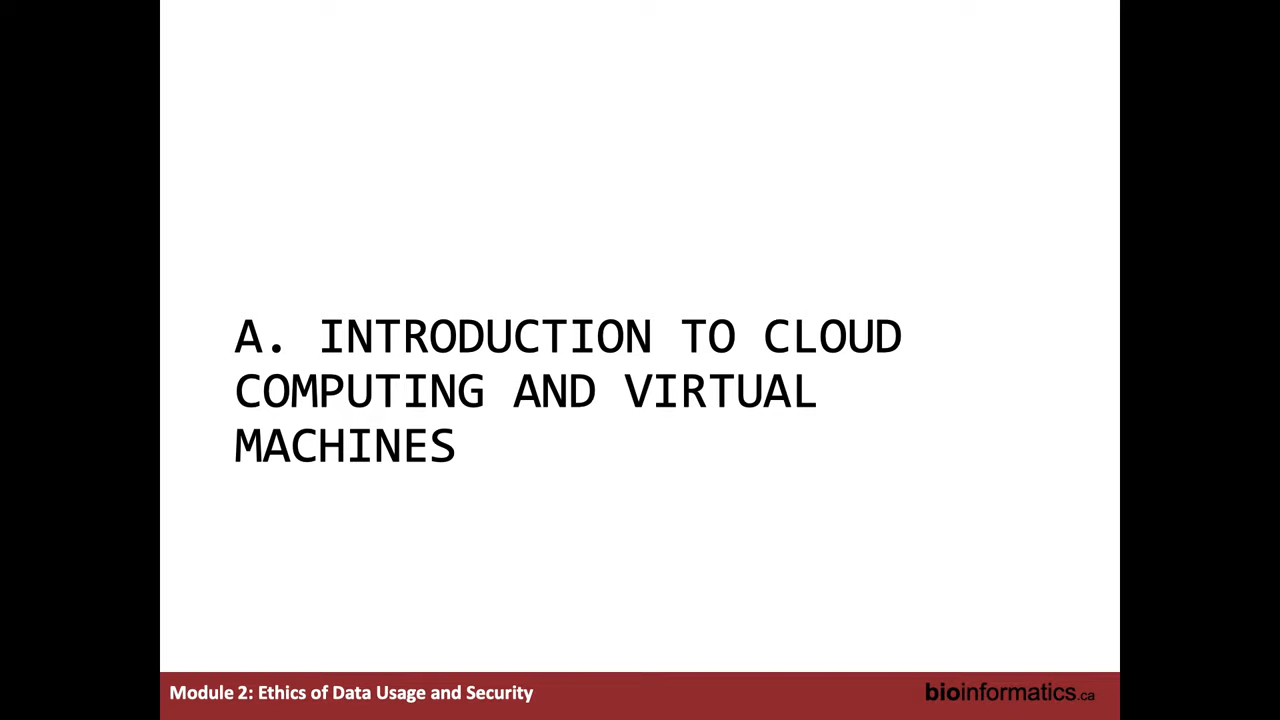 A. INTRODUCTION TO CLOUD
COMPUTING AND VIRTUAL
MACHINES
Module 2: Ethics of Data Usage and Security
bioinformatics.ca